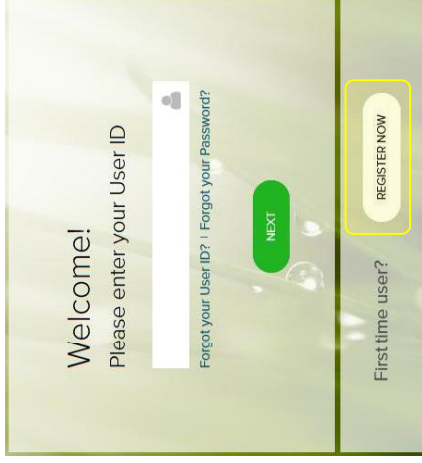 Welcome!
Please enter your User ID
Forgot your User ID? | Forgot your Password?
NEXT
First time user?
REGISTER NOW